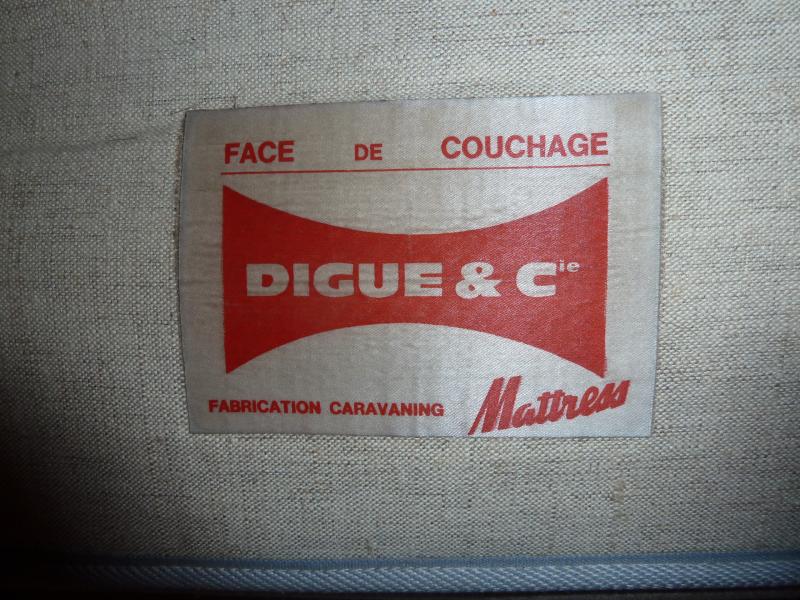 FACE DE COUCHAGE
DIGUE & Cie
FABRICATION CARAVANING Mattress